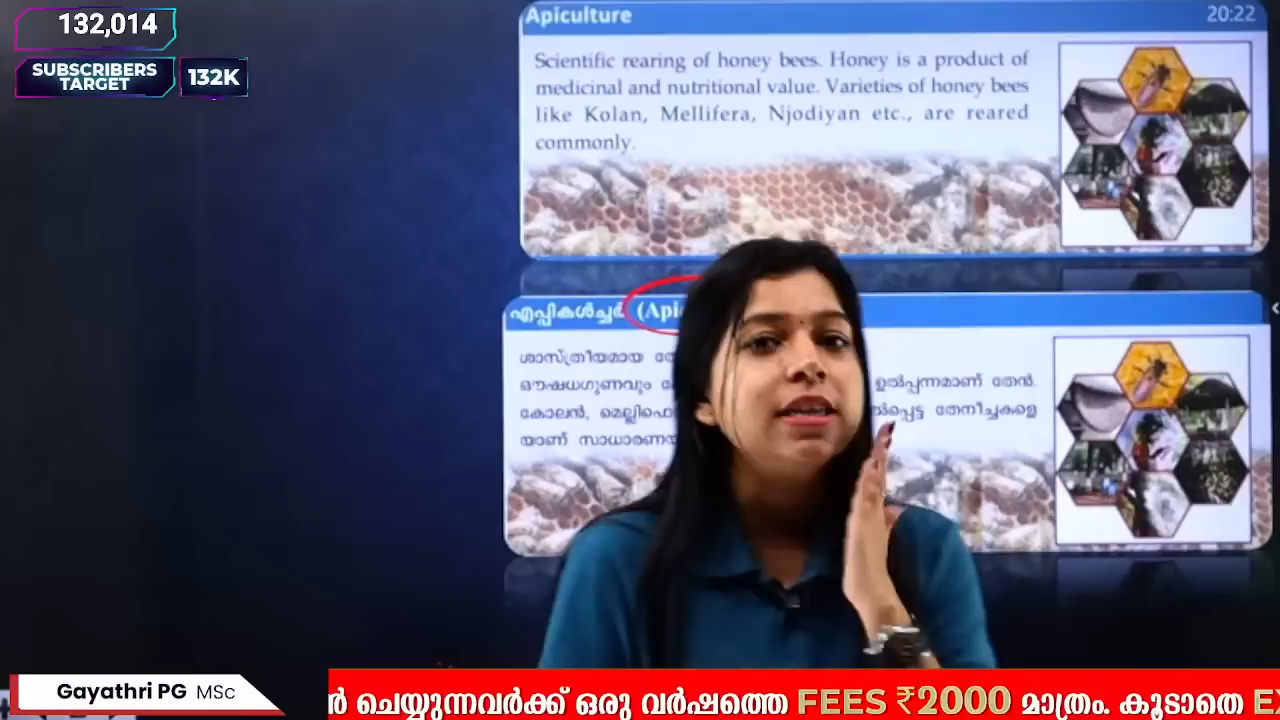 132,014
SUBSCRIBERS
TARGET
132K
Apiculture
20:22
Scientific rearing of honey bees. Honey is a product of
medicinal and nutritional value. Varieties of honey bees
like Kolan, Mellifera, Njodiyan etc., are reared
commonly.
എപ്പികൾച്ചർ (Api
ശാസ്ത്രീയമായ
ഔഷധഗുണവും ഉൽപ്പന്നമാണ് തേൻ.
കോലൻ, തേനീച്ചകളെ
യാണ്
Gayathri PG MSc
ൻ ചെയ്യുന്നവർക്ക് ഒരു വർഷത്തെ FEES ₹2000 മാത്രം. കൂടാതെ